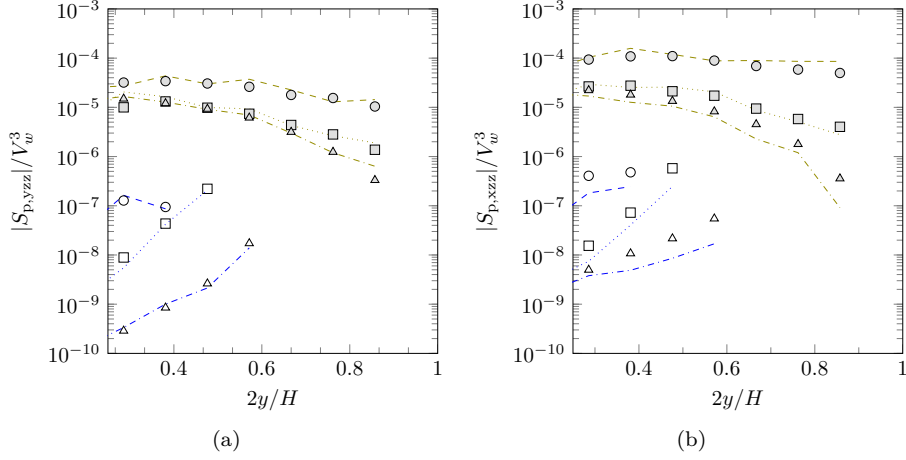 10⁻³
10⁻⁴
10⁻⁵
10⁻⁶
10⁻⁷
10⁻⁸
10⁻⁹
10⁻¹⁰
|S_{p,yzz}|/V_w^3
0.4 0.6 0.8 1
2y/H
(a)
10⁻³
10⁻⁴
10⁻⁵
10⁻⁶
10⁻⁷
10⁻⁸
10⁻⁹
10⁻¹⁰
|S_{p,xzz}|/V_w^3
0.4 0.6 0.8 1
2y/H
(b)